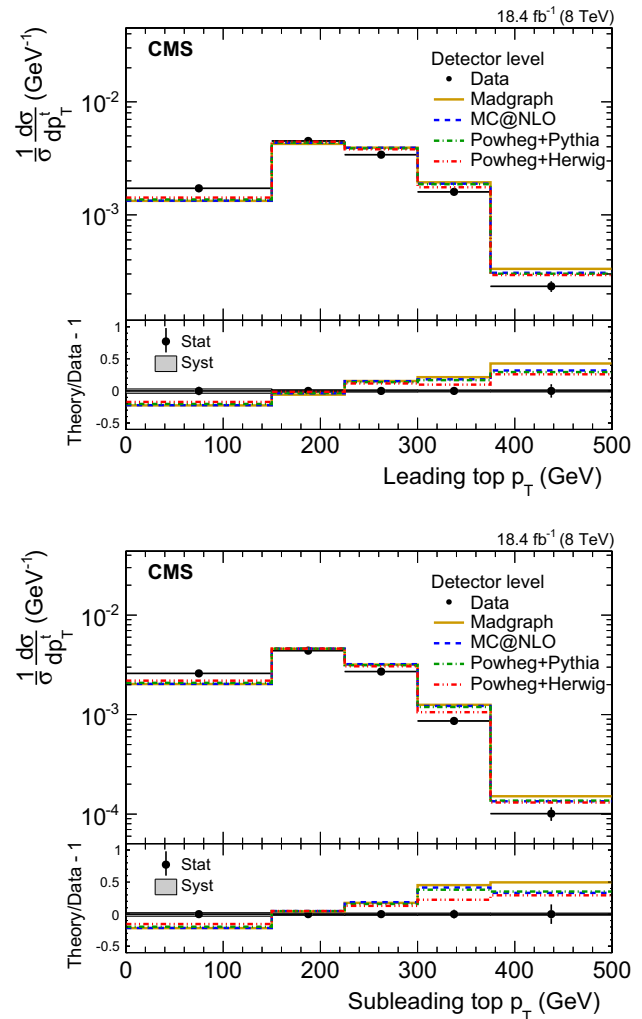 18.4 fb⁻¹ (8 TeV)
CMS
Detector level
Data
Madgraph
MC@NLO
Powheg+Pythia
Powheg+Herwig
1/σ dσ/dp_T^t (GeV⁻¹)
10⁻²
10⁻³
Stat
Syst
Theory/Data - 1
1
0.5
0
-0.5
0 100 200 300 400 500
Leading top p_T (GeV)
18.4 fb⁻¹ (8 TeV)
CMS
Detector level
Data
Madgraph
MC@NLO
Powheg+Pythia
Powheg+Herwig
1/σ dσ/dp_T^t (GeV⁻¹)
10⁻²
10⁻³
10⁻⁴
Stat
Syst
Theory/Data - 1
1
0.5
0
-0.5
0 100 200 300 400 500
Subleading top p_T (GeV)